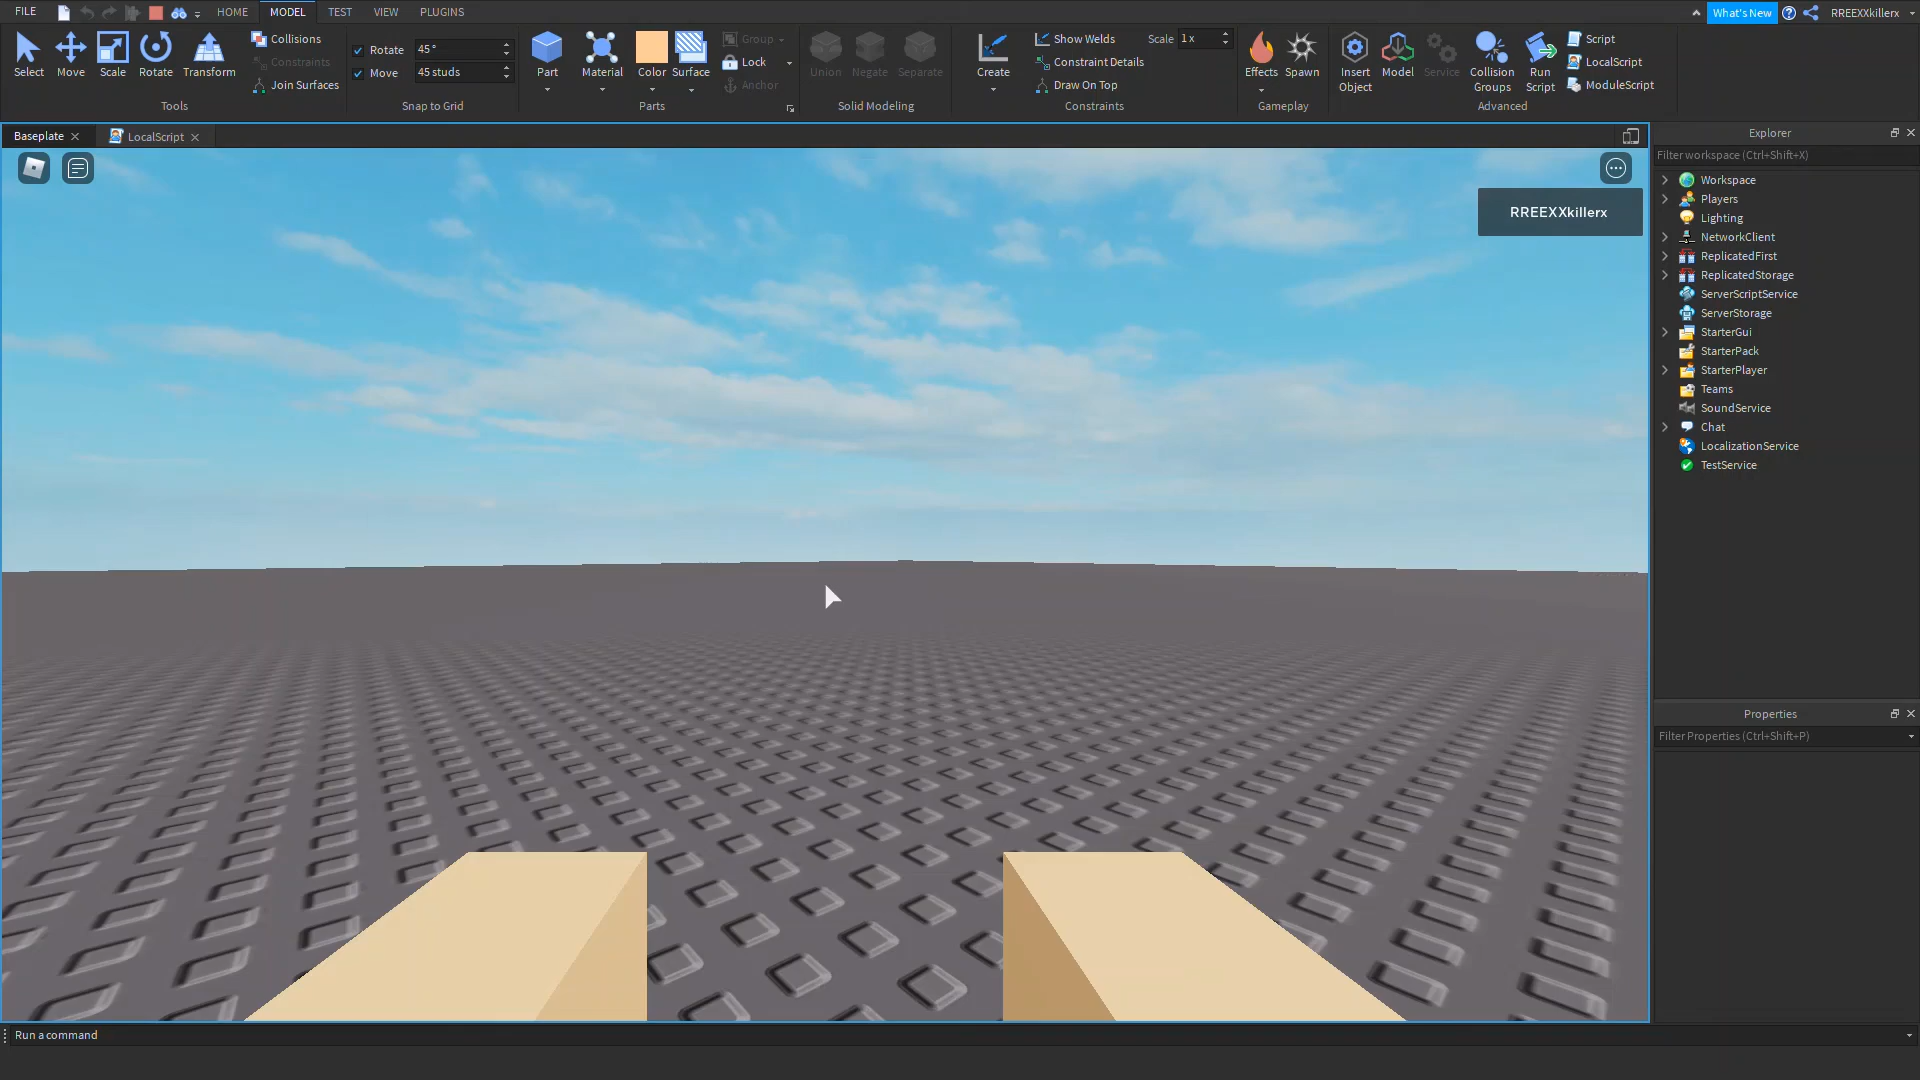 FILE HOME MODEL TEST VIEW PLUGINS What's New RREEXXkillerx
Select Move Scale Rotate Transform
Collisions
Constraints
Join Surfaces
Tools
Rotate 45°
Move 45 studs
Snap to Grid
Part Material Color Surface
Group
Lock
Anchor
Parts
Union Negate Separate
Solid Modeling
Create
Show Welds Scale 1x
Constraint Details
Draw On Top
Constraints
Effects Spawn
Gameplay
Insert Object
Model
Service
Collision Groups
Run Script
Script
LocalScript
ModuleScript
Advanced
Baseplate LocalScript
RREEXXkillerx
Explorer
Filter workspace (Ctrl+Shift+X)
Workspace
Players
Lighting
NetworkClient
ReplicatedFirst
ReplicatedStorage
ServerScriptService
ServerStorage
StarterGui
StarterPack
StarterPlayer
Teams
SoundService
Chat
LocalizationService
TestService
Properties
Filter Properties (Ctrl+Shift+P)
Run a command